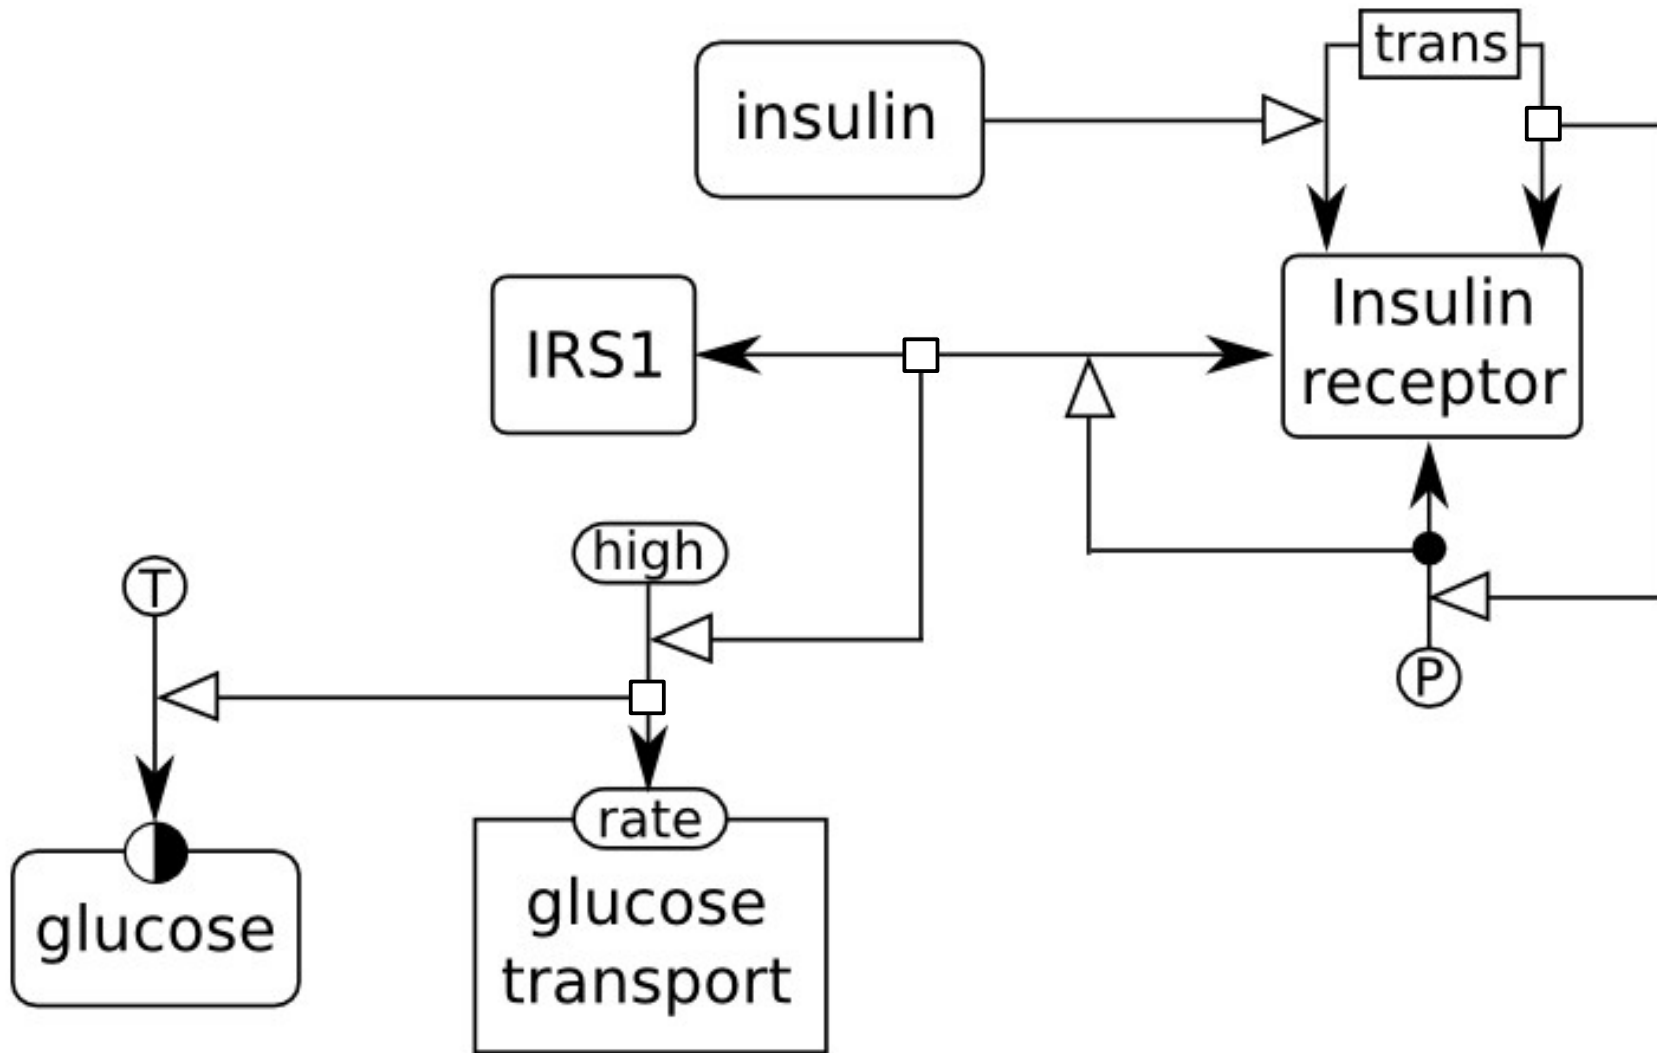 trans
insulin
Insulin
receptor
IRS1
high
T
P
rate
glucose
transport
glucose